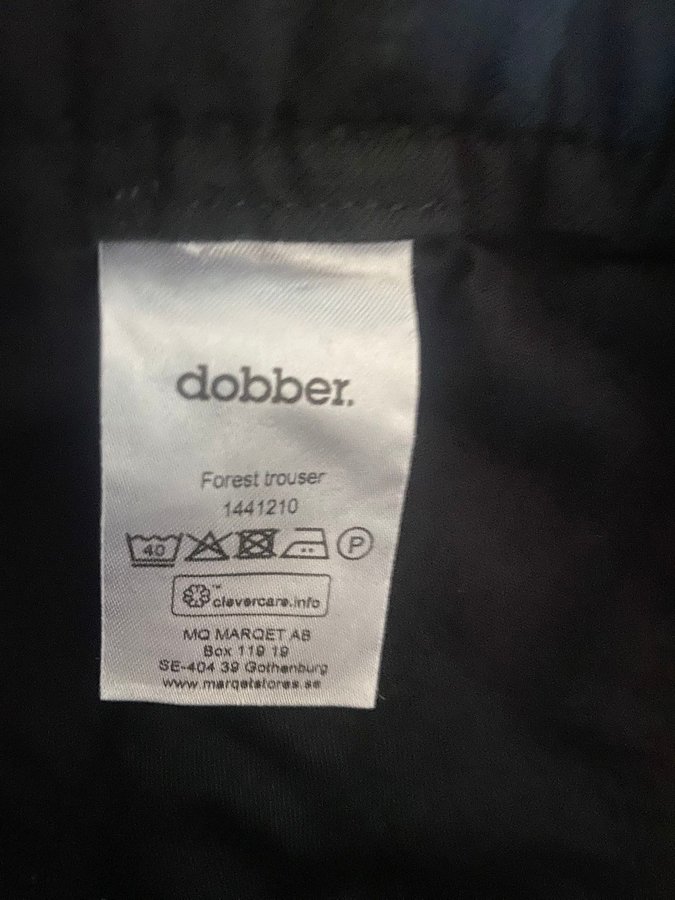 dobber.
Forest trouser
1441210
40 P
™ clevercare.info
MQ MARQET AB
Box 119 19
SE-404 39 Gothenburg
www.marqetstores.se